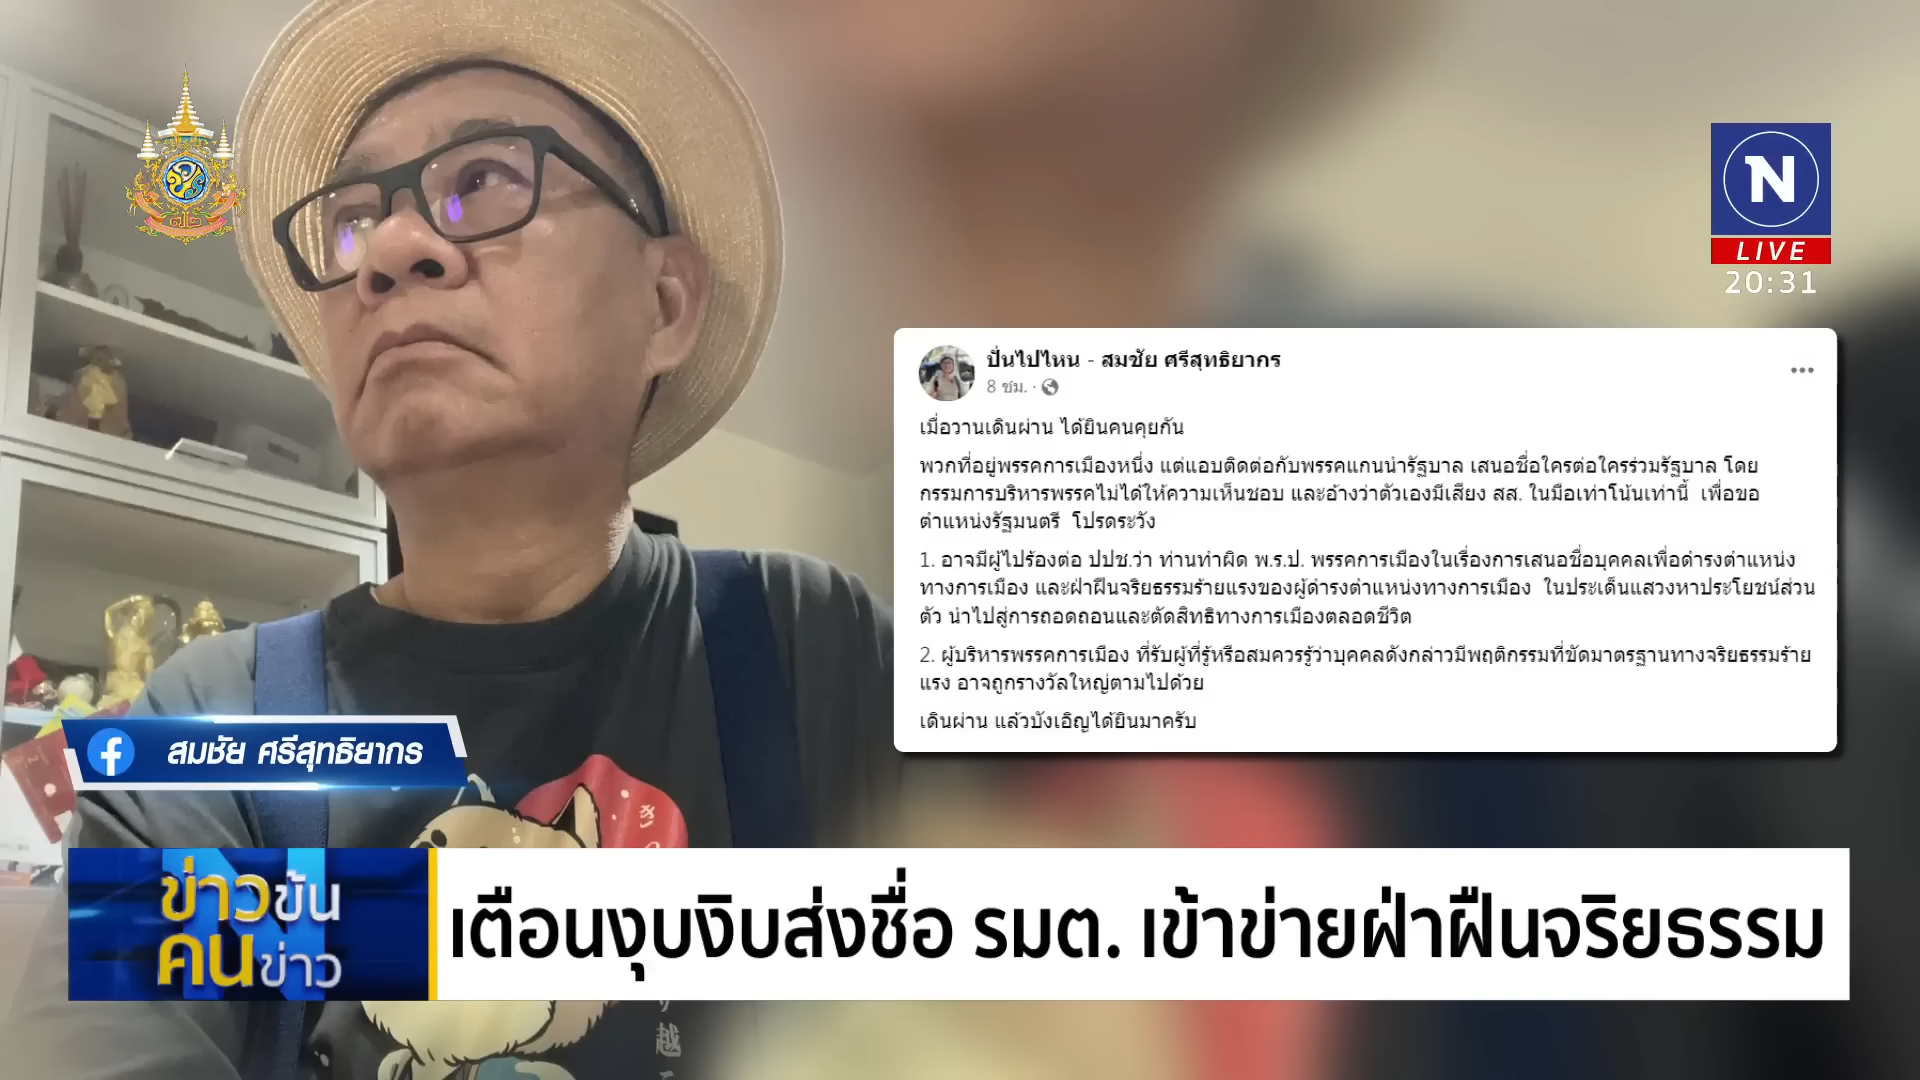 N
LIVE
20:31
ปั่นไปไหน - สมชัย ศรีสุทธิยากร
8 ชม.
เมื่อวานเดินผ่าน ได้ยินคนคุยกัน
พวกที่อยู่พรรคการเมืองหนึ่ง แต่แอบติดต่อกับพรรคแกนนำรัฐบาล เสนอชื่อใครต่อใครร่วมรัฐบาล โดย
กรรมการบริหารพรรคไม่ได้ให้ความเห็นชอบ และอ้างว่าตัวเองมีเสียง สส. ในมือเท่าโน้นเท่านี้ เพื่อขอ
ตำแหน่งรัฐมนตรี โปรดระวัง
1. อาจมีผู้ไปร้องต่อ ปปช.ว่า ท่านทำผิด พ.ร.ป. พรรคการเมืองในเรื่องการเสนอชื่อบุคคลเพื่อดำรงตำแหน่ง
ทางการเมือง และฝ่าฝืนจริยธรรมร้ายแรงของผู้ดำรงตำแหน่งทางการเมือง ในประเด็นแสวงหาประโยชน์ส่วน
ตัว นำไปสู่การถอดถอนและตัดสิทธิทางการเมืองตลอดชีวิต
2. ผู้บริหารพรรคการเมือง ที่รับผู้ที่รู้หรือสมควรรู้ว่าบุคคลดังกล่าวมีพฤติกรรมที่ขัดมาตรฐานทางจริยธรรมร้าย
แรง อาจถูกรางวัลใหญ่ตามไปด้วย
เดินผ่าน แล้วบังเอิญได้ยินมาครับ
สมชัย ศรีสุทธิยากร
き
ข่าวข้น
คนข่าว
เตือนงุบงิบส่งชื่อ รมต. เข้าข่ายฝ่าฝืนจริยธรรม
り越